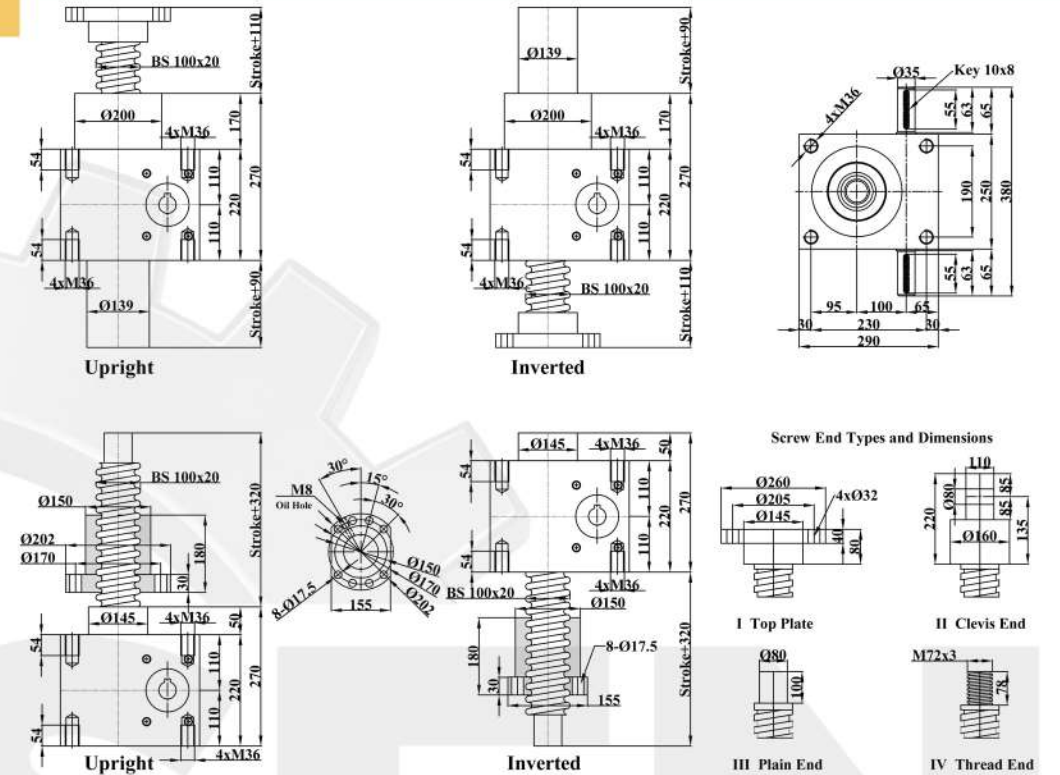 Stroke+110
BS 100x20
Ø200
170
4xM36
54
110
220
270
110
54
4xM36
Ø139
Stroke+90
Upright
Ø139
Stroke+90
Ø200
170
4xM36
54
110
220
270
110
54
4xM36
BS 100x20
Stroke+110
Inverted
Ø35
Key 10x8
4xM36
55
63
65
190
250
380
55
63
65
95
100
65
30
230
30
290
BS 100x20
Ø150
Ø202
Ø170
180
30
Stroke+320
Ø145
4xM36
50
54
110
220
270
110
54
4xM36
Upright
30°
15°
30°
M8
Oil Hole
Ø150
Ø170
Ø202
8-Ø17.5
155
Ø145
4xM36
50
54
110
220
270
110
54
4xM36
BS 100x20
Ø150
8-Ø17.5
180
30
155
Stroke+320
Inverted
Screw End Types and Dimensions
Ø260
Ø205
4xØ32
Ø145
40
80
I Top Plate
110
Ø80
85
85
220
135
Ø160
II Clevis End
Ø80
100
III Plain End
M72x3
78
IV Thread End